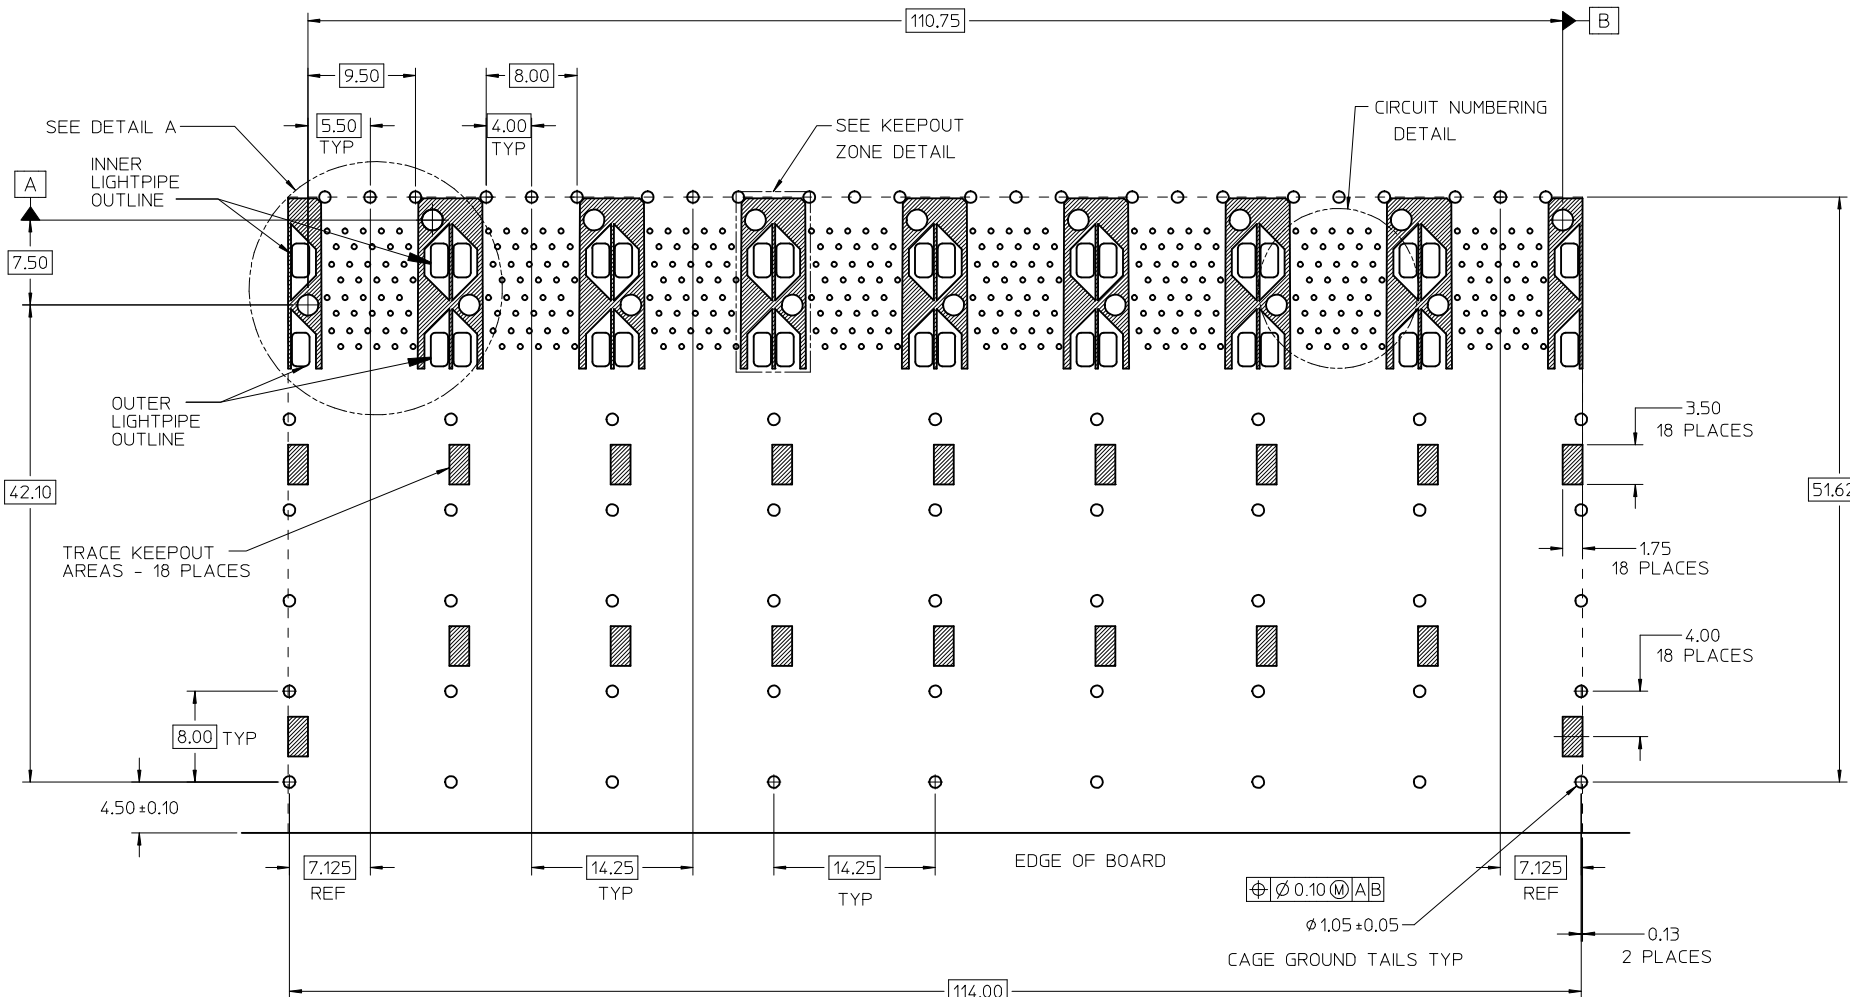 110.75
B
9.50
8.00
SEE DETAIL A
5.50
TYP
4.00
TYP
SEE KEEPOUT
ZONE DETAIL
CIRCUIT NUMBERING
DETAIL
INNER
LIGHTPIPE
OUTLINE
A
7.50
OUTER
LIGHTPIPE
OUTLINE
3.50
18 PLACES
42.10
51.62
TRACE KEEPOUT
AREAS - 18 PLACES
1.75
18 PLACES
4.00
18 PLACES
8.00 TYP
4.50 ±0.10
EDGE OF BOARD
7.125
REF
14.25
TYP
14.25
TYP
7.125
REF
⌖ Ø 0.10 Ⓜ A B
Ø 1.05 ±0.05
CAGE GROUND TAILS TYP
0.13
2 PLACES
114.00